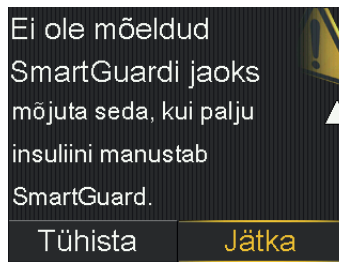 Ei ole mõeldud
SmartGuardi jaoks
mõjuta seda, kui palju
insuliini manustab
SmartGuard.
Tühista
Jätka